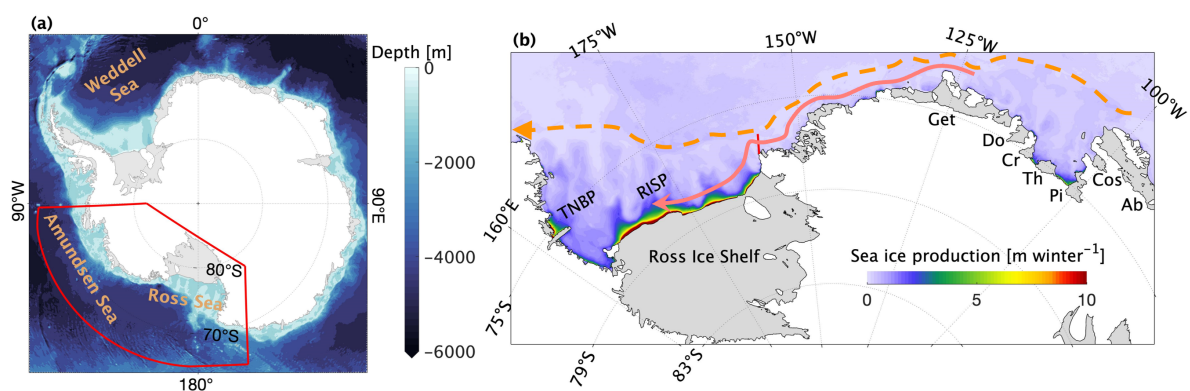 (a)
0°
Depth [m]
Weddell
Sea
0
−2000
−4000
−6000
90°W
90°E
Amundsen Sea
80°S
Ross Sea
70°S
180°
(b)
175°W
150°W
125°W
100°W
Get
Do
Cr
Th
Pi
Cos
Ab
TNBP
RISP
160°E
Ross Ice Shelf
Sea ice production [m winter⁻¹]
0
5
10
75°S
79°S
83°S